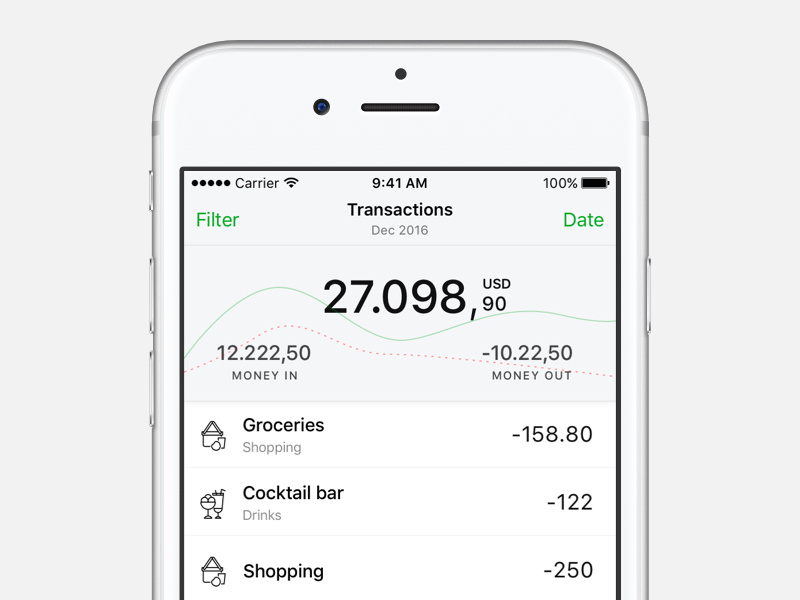 Carrier 9:41 AM 100%
Filter Transactions Date
Dec 2016
27.098,90 USD
12.222,50 -10.22,50
MONEY IN MONEY OUT
Groceries -158.80
Shopping
Cocktail bar -122
Drinks
Shopping -250